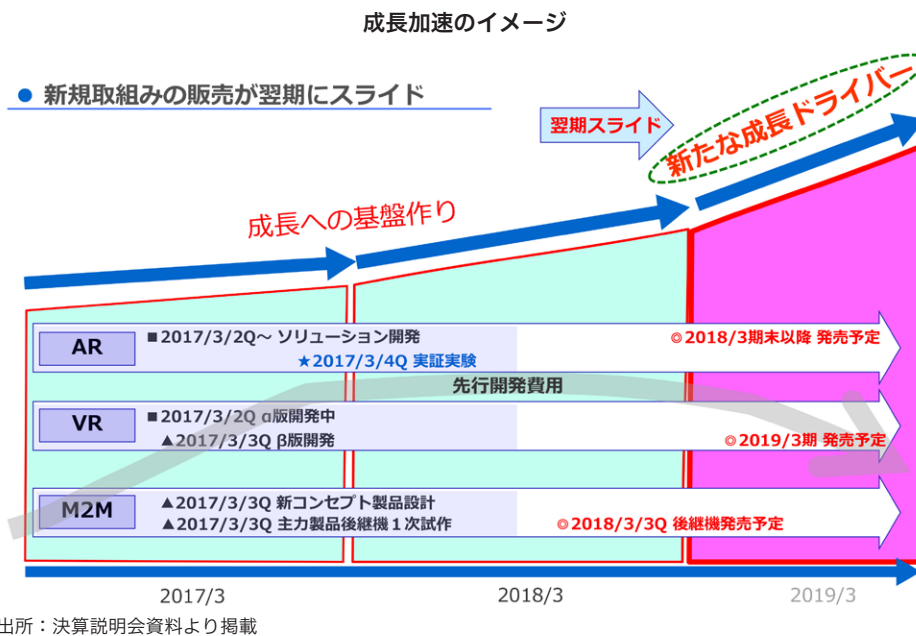 成長加速のイメージ
● 新規取組みの販売が翌期にスライド
翌期スライド
新たな成長ドライバー
成長への基盤作り
AR
■2017/3/2Q～ ソリューション開発
◎2018/3期末以降 発売予定
★2017/3/4Q 実証実験
先行開発費用
VR
■2017/3/2Q α版開発中
▲2017/3/3Q β版開発
◎2019/3期 発売予定
M2M
▲2017/3/3Q 新コンセプト製品設計
▲2017/3/3Q 主力製品後継機１次試作
◎2018/3/3Q 後継機発売予定
2017/3
2018/3
2019/3
出所：決算説明会資料より掲載